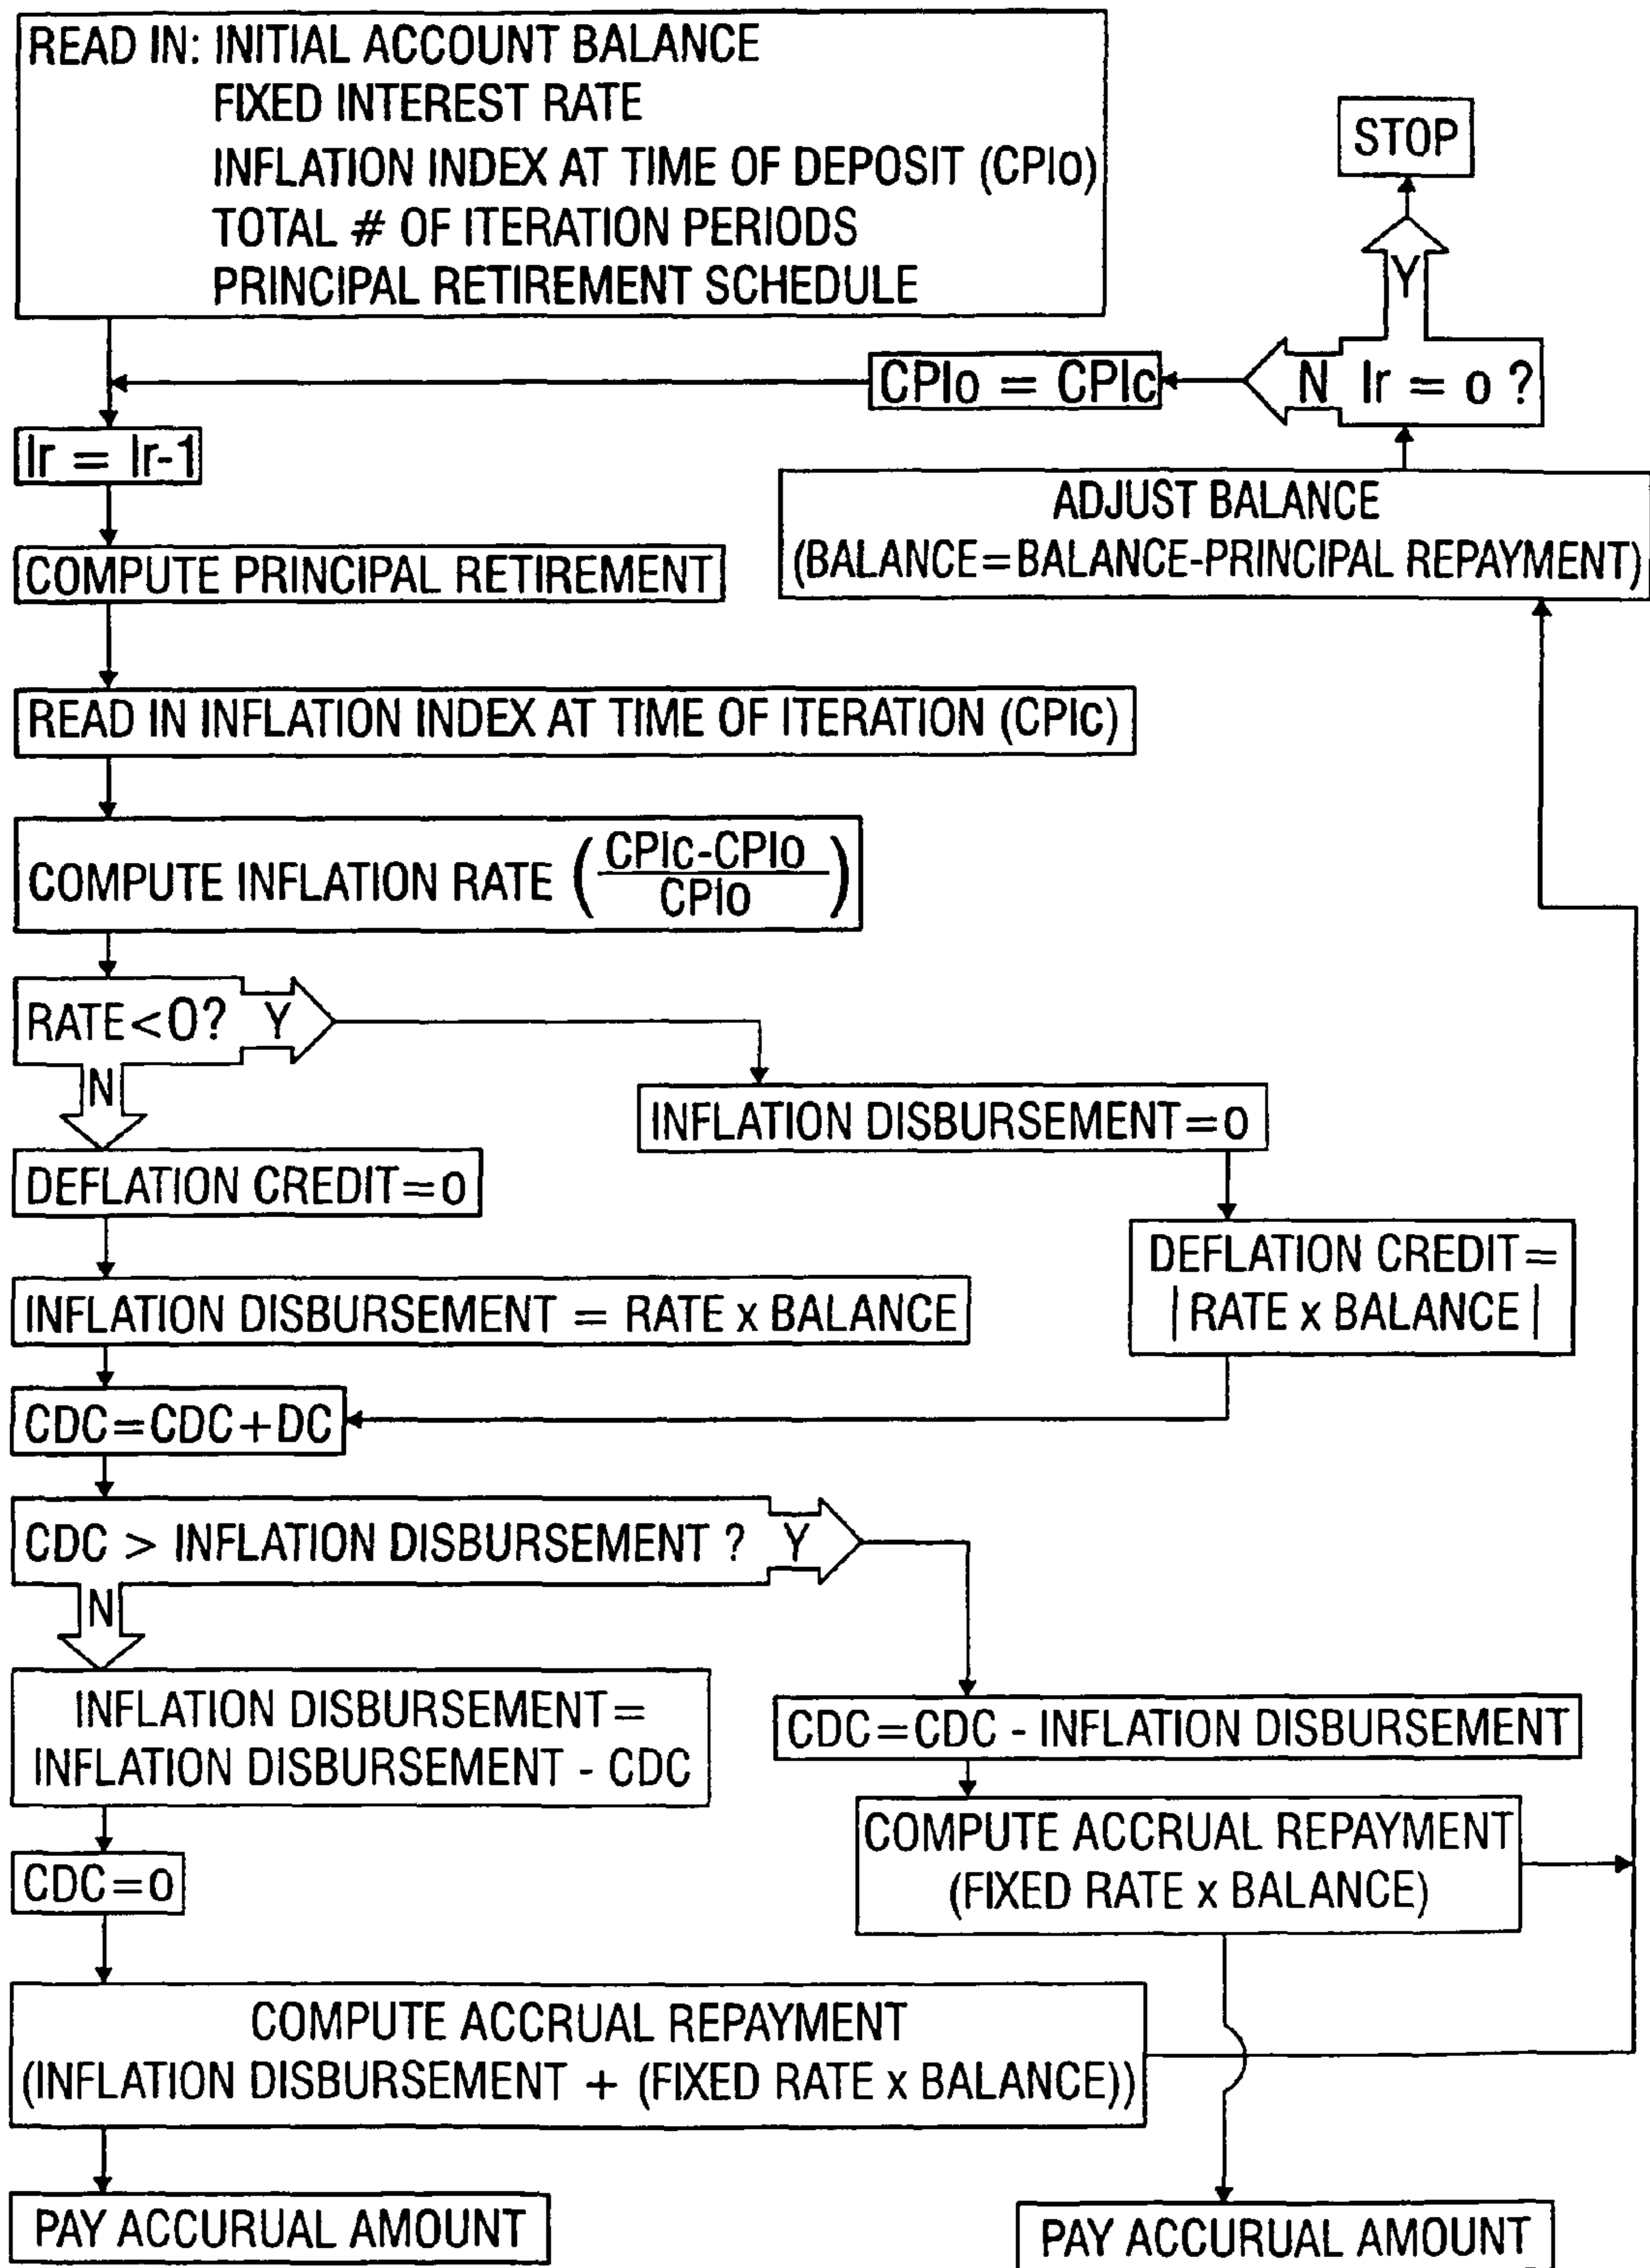 READ IN: INITIAL ACCOUNT BALANCE
FIXED INTEREST RATE
INFLATION INDEX AT TIME OF DEPOSIT (CPIo)
TOTAL # OF ITERATION PERIODS
PRINCIPAL RETIREMENT SCHEDULE
STOP
Y
CPIo = CPIc
N Ir = o ?
Ir = Ir-1
ADJUST BALANCE
(BALANCE=BALANCE-PRINCIPAL REPAYMENT)
COMPUTE PRINCIPAL RETIREMENT
READ IN INFLATION INDEX AT TIME OF ITERATION (CPIc)
COMPUTE INFLATION RATE (CPIc-CPIo
CPIo)
RATE<0? Y
N
INFLATION DISBURSEMENT=o
DEFLATION CREDIT=o
DEFLATION CREDIT=
|RATE x BALANCE|
INFLATION DISBURSEMENT = RATE x BALANCE
CDC=CDC+DC
CDC > INFLATION DISBURSEMENT ? Y
N
INFLATION DISBURSEMENT=
INFLATION DISBURSEMENT - CDC
CDC=CDC - INFLATION DISBURSEMENT
COMPUTE ACCRUAL REPAYMENT
(FIXED RATE x BALANCE)
CDC=o
COMPUTE ACCRUAL REPAYMENT
(INFLATION DISBURSEMENT + (FIXED RATE x BALANCE))
PAY ACCURUAL AMOUNT
PAY ACCURUAL AMOUNT